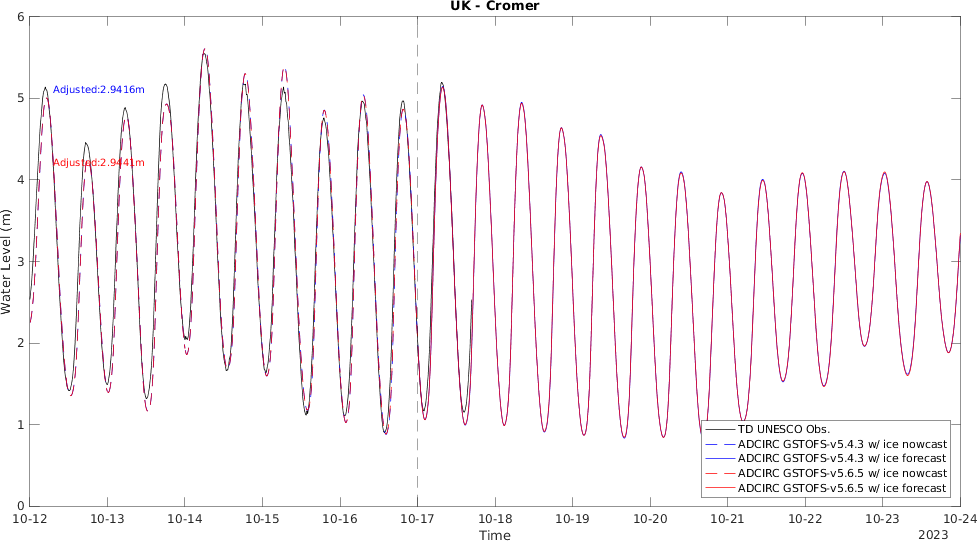 UK - Cromer
6
5
4
3
2
1
0
Water Level (m)
Adjusted:2.9416m
Adjusted:2.9441m
TD UNESCO Obs.
ADCIRC GSTOFS-v5.4.3 w/ ice nowcast
ADCIRC GSTOFS-v5.4.3 w/ ice forecast
ADCIRC GSTOFS-v5.6.5 w/ ice nowcast
ADCIRC GSTOFS-v5.6.5 w/ ice forecast
10-12 10-13 10-14 10-15 10-16 10-17 10-18 10-19 10-20 10-21 10-22 10-23 10-24
Time
2023